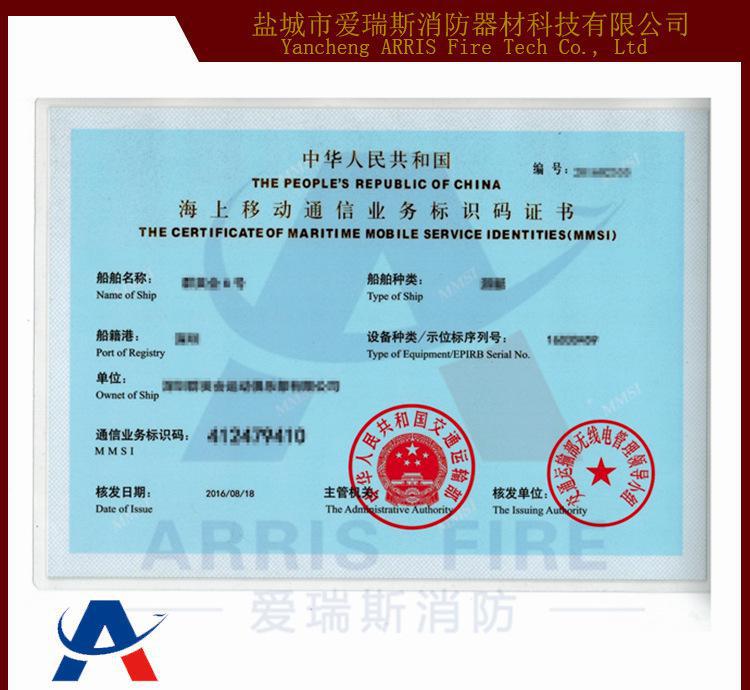 盐城市爱瑞斯消防器材科技有限公司
Yancheng ARRIS Fire Tech Co., Ltd
中华人民共和国
编号:
THE PEOPLE'S REPUBLIC OF CHINA
海上移动通信业务标识码证书
THE CERTIFICATE OF MARITIME MOBILE SERVICE IDENTITIES(MMSI)
船舶名称:
Name of Ship
船舶种类:
Type of Ship
船籍港:
Port of Registry
设备种类/示位标序列号:
Type of Equipment/EPIRB Serial No.
单位:
Ownet of Ship
通信业务标识码: 412479410
MMSI
核发日期: 2016/08/18
Date of Issue
主管机关:
The Administrative Authority
中华人民共和国交通运输部
核发单位:
The Issuing Authority
交通运输部无线电管理领导小组
ARRIS FIRE
爱瑞斯消防